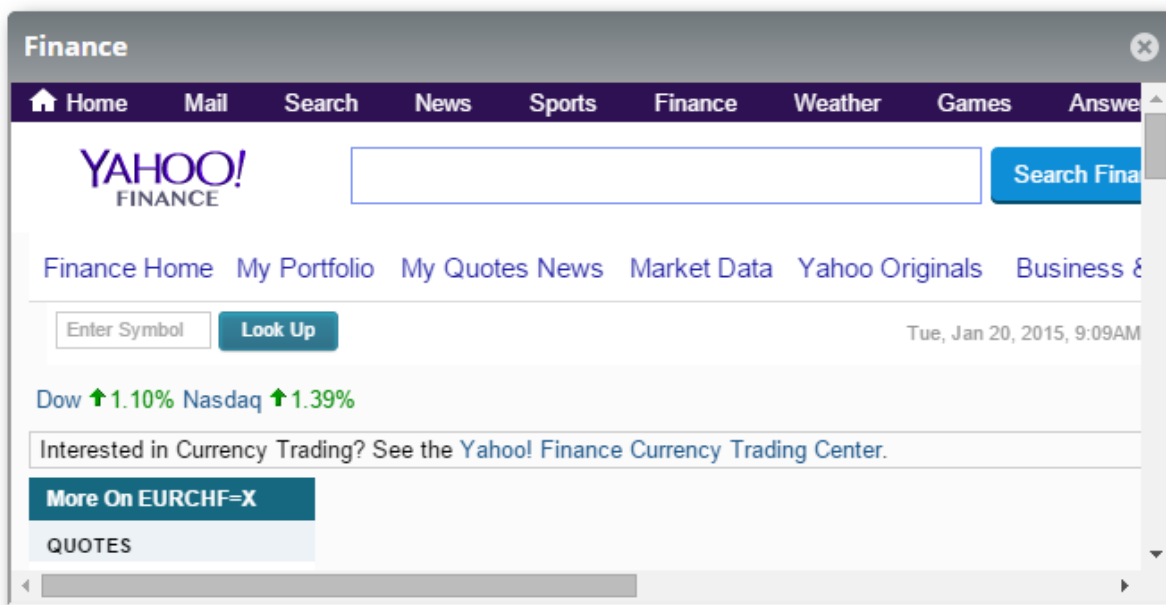 Finance
Home Mail Search News Sports Finance Weather Games
YAHOO!
FINANCE
Search
Finance Home My Portfolio My Quotes News Market Data Yahoo Originals Business &
Enter Symbol Look Up Tue, Jan 20, 2015, 9:09AM
Dow 1.10% Nasdaq 1.39%
Interested in Currency Trading? See the Yahoo! Finance Currency Trading Center.
More On EURCHF=X
QUOTES